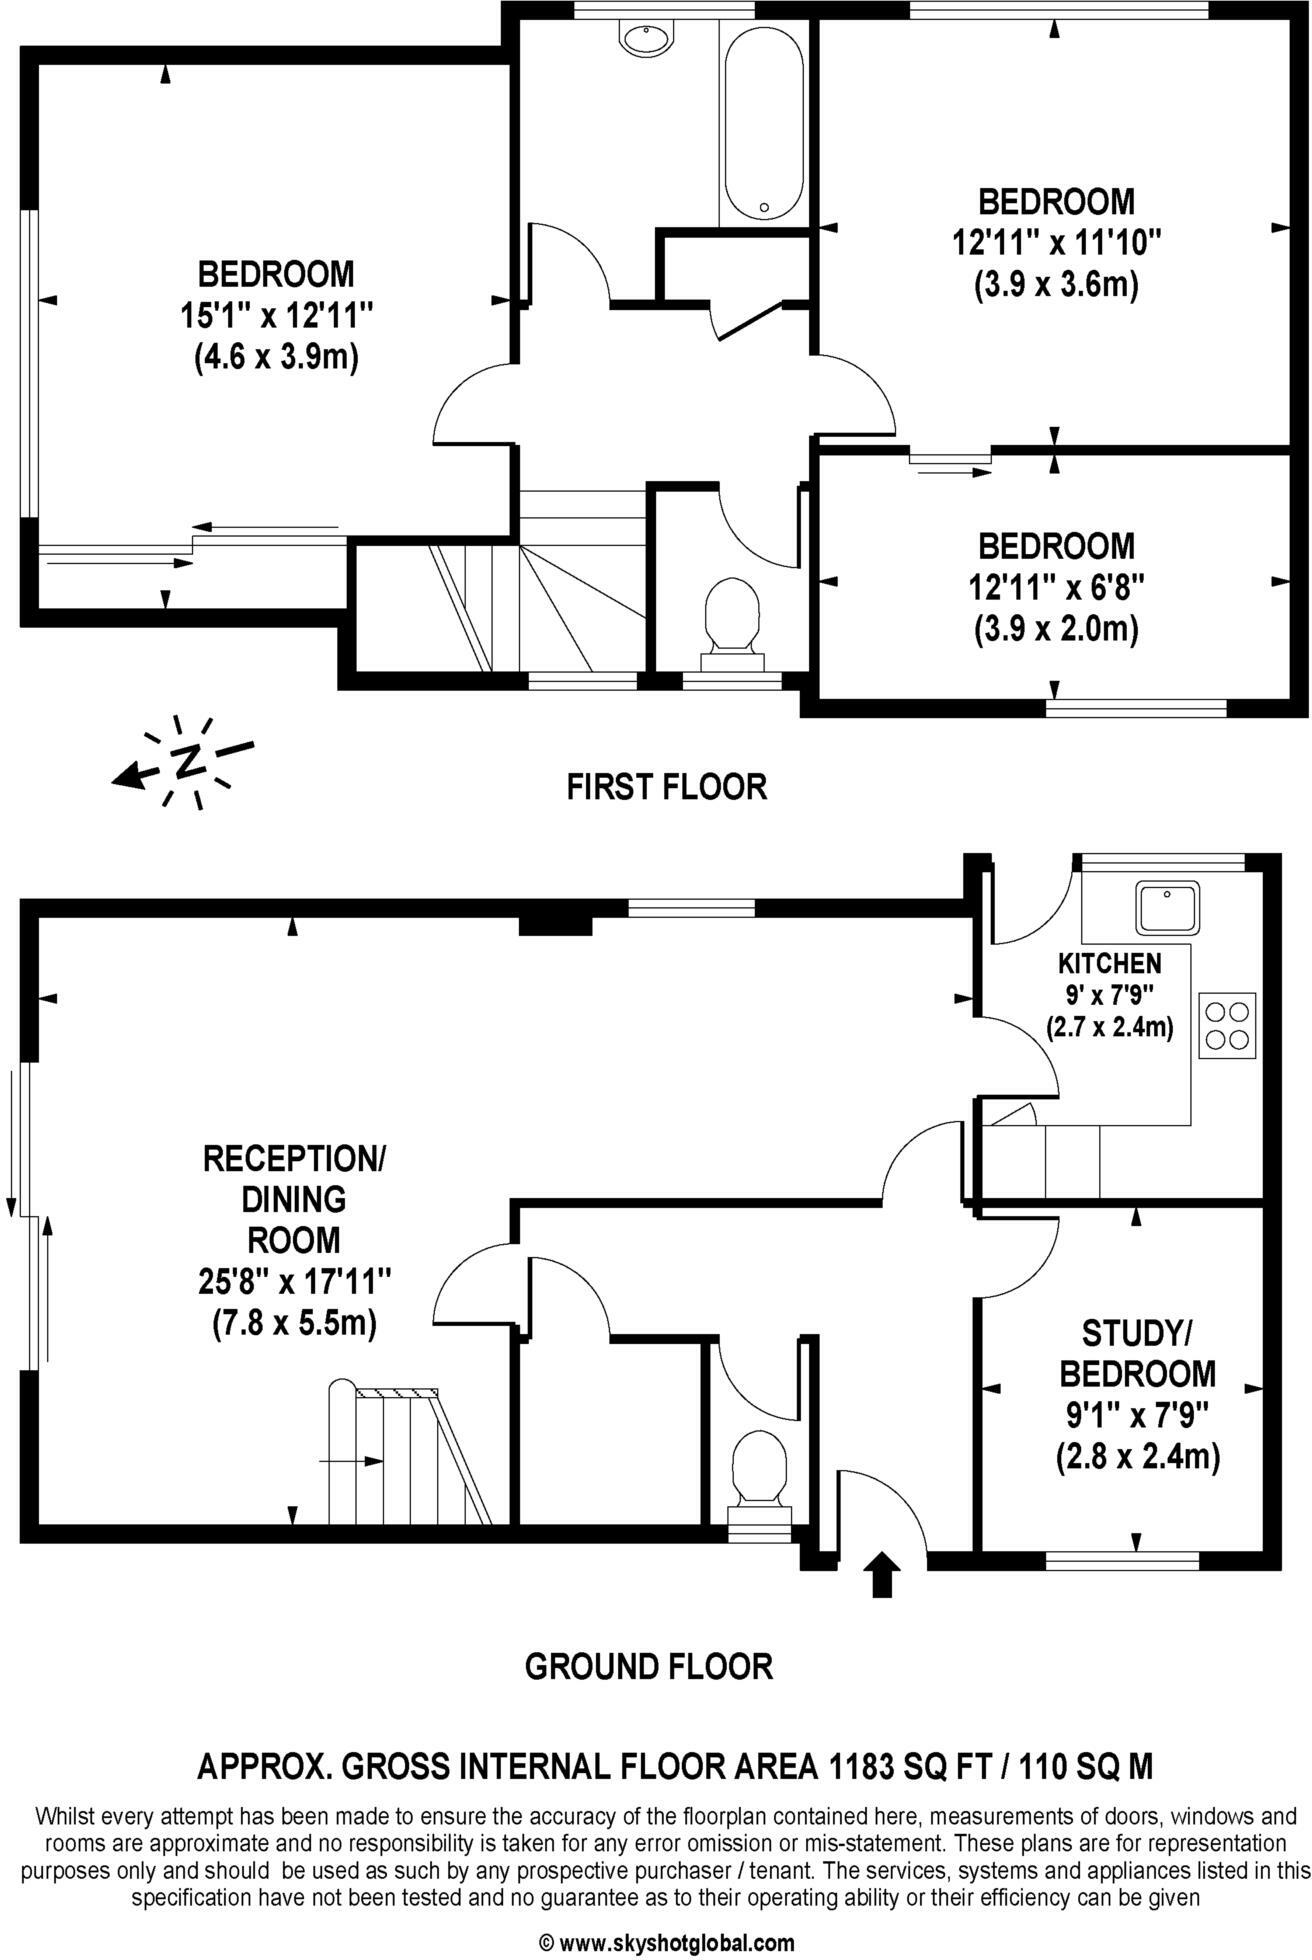 BEDROOM
15'1" x 12'11"
(4.6 x 3.9m)
BEDROOM
12'11" x 11'10"
(3.9 x 3.6m)
BEDROOM
12'11" x 6'8"
(3.9 x 2.0m)
N
FIRST FLOOR
KITCHEN
9' x 7'9"
(2.7 x 2.4m)
RECEPTION/
DINING
ROOM
25'8" x 17'11"
(7.8 x 5.5m)
STUDY/
BEDROOM
9'1" x 7'9"
(2.8 x 2.4m)
GROUND FLOOR
APPROX. GROSS INTERNAL FLOOR AREA 1183 SQ FT / 110 SQ M
Whilst every attempt has been made to ensure the accuracy of the floorplan contained here, measurements of doors, windows and
rooms are approximate and no responsibility is taken for any error omission or mis-statement. These plans are for representation
purposes only and should be used as such by any prospective purchaser / tenant. The services, systems and appliances listed in this
specification have not been tested and no guarantee as to their operating ability or their efficiency can be given
© www.skyshotglobal.com